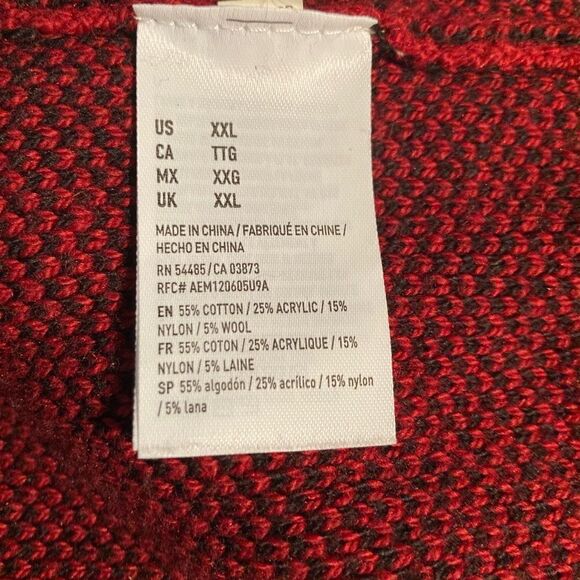 US XXL
CA TTG
MX XXG
UK XXL
MADE IN CHINA / FABRIQUÉ EN CHINE /
HECHO EN CHINA
RN 54485 / CA 03873
RFC# AEM120605U9A
EN 55% COTTON / 25% ACRYLIC / 15%
NYLON / 5% WOOL
FR 55% COTON / 25% ACRYLIQUE / 15%
NYLON / 5% LAINE
SP 55% algodón / 25% acrílico / 15% nylon
/ 5% lana